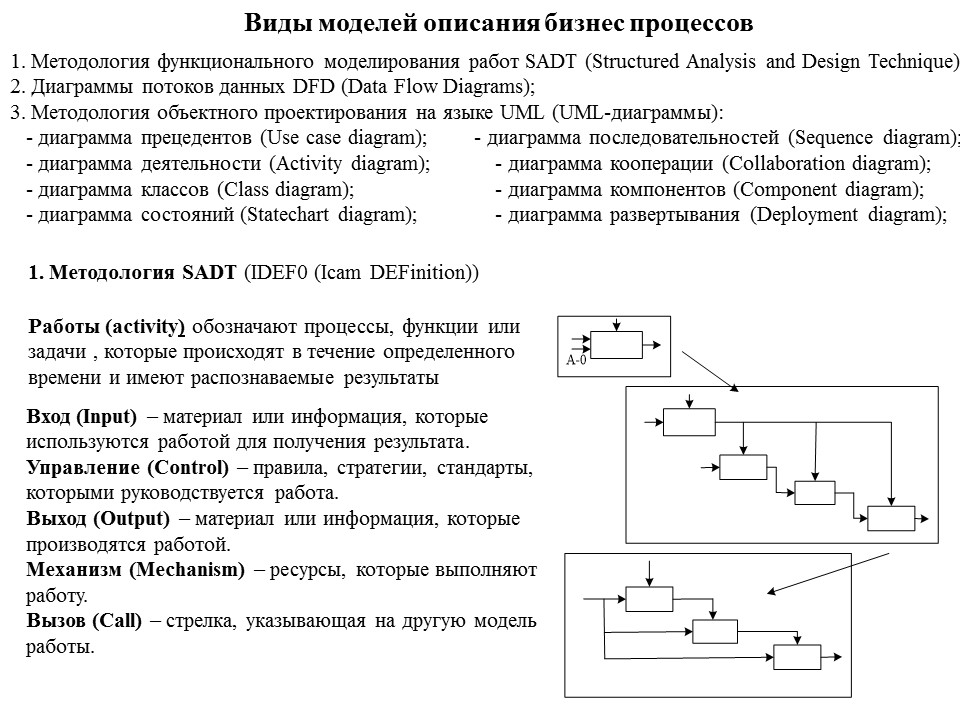 Виды моделей описания бизнес процессов
1. Методология функционального моделирования работ SADT (Structured Analysis and Design Technique)
2. Диаграммы потоков данных DFD (Data Flow Diagrams);
3. Методология объектного проектирования на языке UML (UML-диаграммы):
- диаграмма прецедентов (Use case diagram); - диаграмма последовательностей (Sequence diagram);
- диаграмма деятельности (Activity diagram); - диаграмма кооперации (Collaboration diagram);
- диаграмма классов (Class diagram); - диаграмма компонентов (Component diagram);
- диаграмма состояний (Statechart diagram); - диаграмма развертывания (Deployment diagram);
1. Методология SADT (IDEF0 (Icam DEFinition))
Работы (activity) обозначают процессы, функции или
задачи , которые происходят в течение определенного
времени и имеют распознаваемые результаты
Вход (Input) – материал или информация, которые
используются работой для получения результата.
Управление (Control) – правила, стратегии, стандарты,
которыми руководствуется работа.
Выход (Output) – материал или информация, которые
производятся работой.
Механизм (Mechanism) – ресурсы, которые выполняют
работу.
Вызов (Call) – стрелка, указывающая на другую модель
работы.
A-0